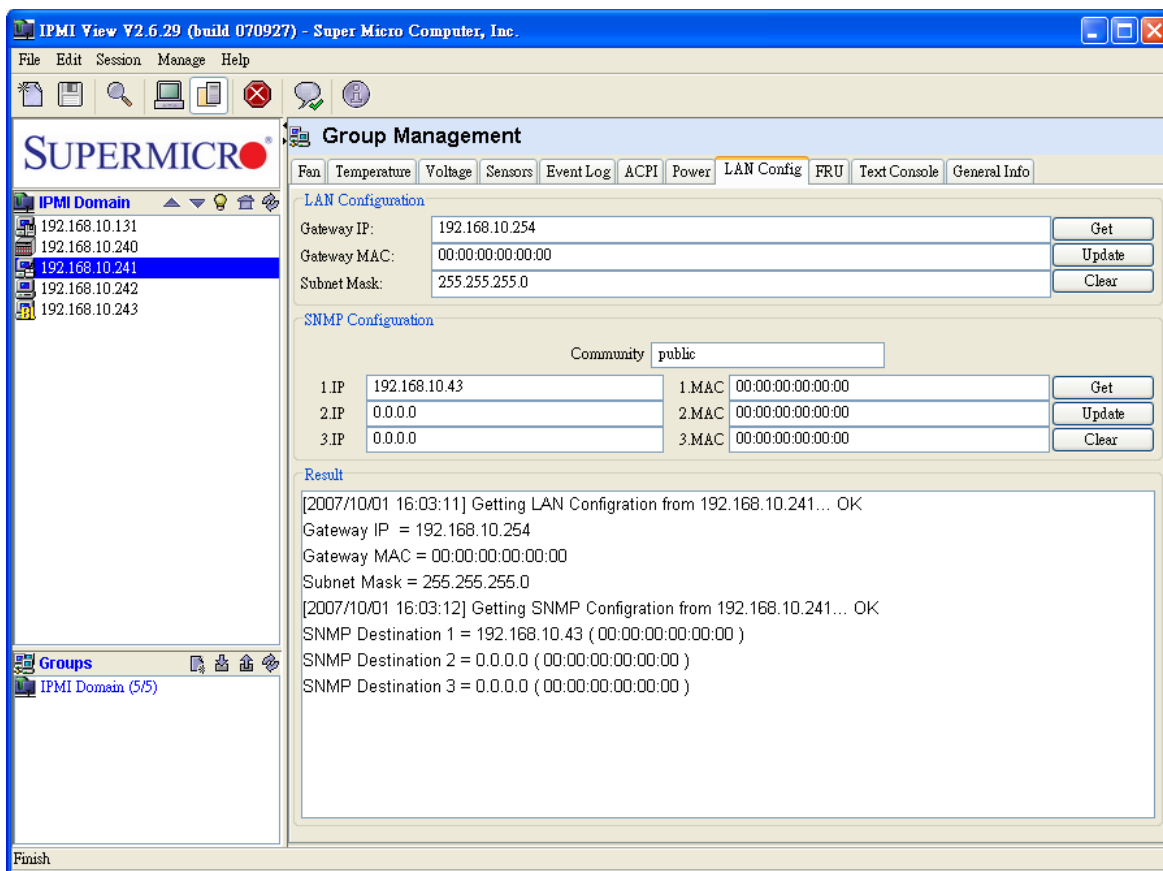 IPMI View V2.6.29 (build 070927) - Super Micro Computer, Inc.
File Edit Session Manage Help
SUPERMICRO®
Group Management
Fan Temperature Voltage Sensors Event Log ACPI Power LAN Config FRU Text Console General Info
IPMI Domain
192.168.10.131
192.168.10.240
192.168.10.241
192.168.10.242
192.168.10.243
LAN Configuration
Gateway IP: 192.168.10.254 Get
Gateway MAC: 00:00:00:00:00:00 Update
Subnet Mask: 255.255.255.0 Clear
SNMP Configuration
Community public
1.IP 192.168.10.43 1.MAC 00:00:00:00:00:00 Get
2.IP 0.0.0.0 2.MAC 00:00:00:00:00:00 Update
3.IP 0.0.0.0 3.MAC 00:00:00:00:00:00 Clear
Result
[2007/10/01 16:03:11] Getting LAN Configration from 192.168.10.241... OK
Gateway IP = 192.168.10.254
Gateway MAC = 00:00:00:00:00:00
Subnet Mask = 255.255.255.0
[2007/10/01 16:03:12] Getting SNMP Configration from 192.168.10.241... OK
SNMP Destination 1 = 192.168.10.43 ( 00:00:00:00:00:00 )
SNMP Destination 2 = 0.0.0.0 ( 00:00:00:00:00:00 )
SNMP Destination 3 = 0.0.0.0 ( 00:00:00:00:00:00 )
Groups
IPMI Domain (5/5)
Finish